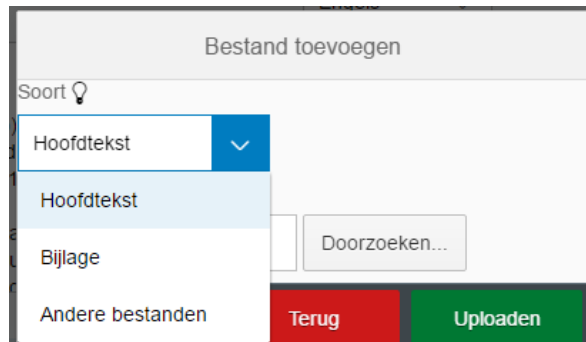 Bestand toevoegen
Soort
Hoofdtekst
Hoofdtekst
Bijlage
Doorzoeken...
Andere bestanden
Terug
Uploaden